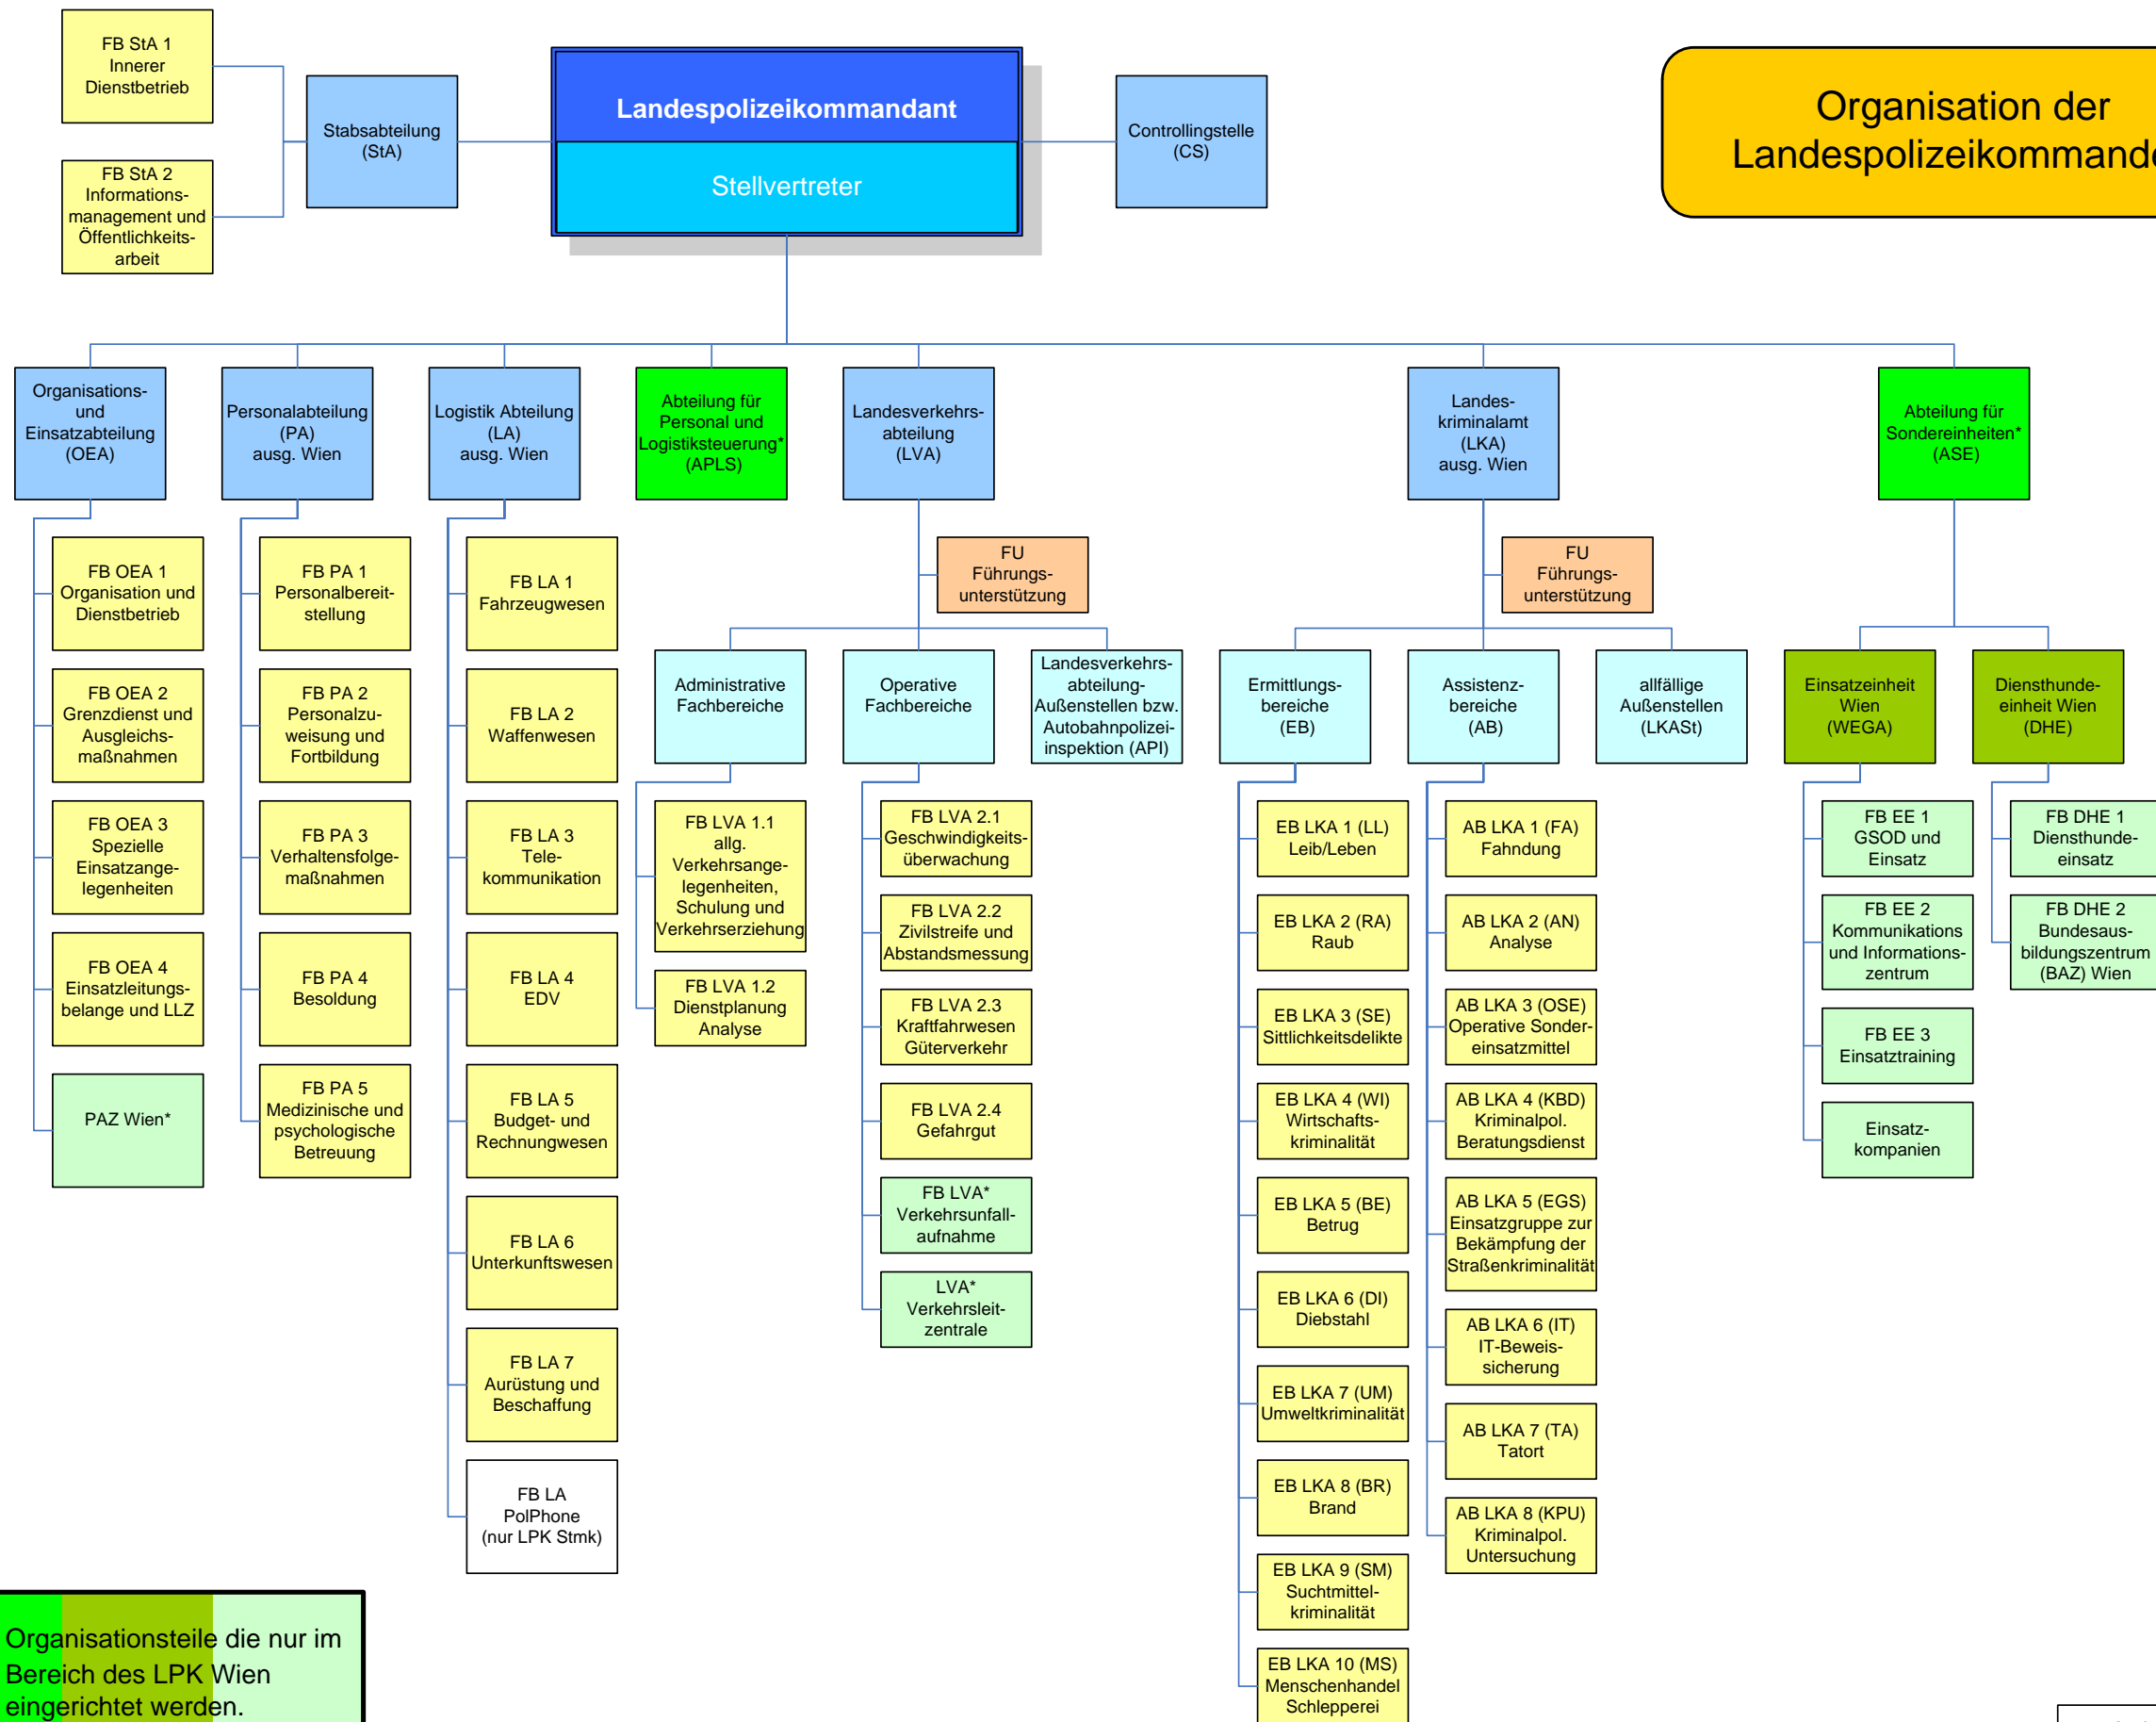 FB StA 1
Innerer
Dienstbetrieb
FB StA 2
Informations-
management und
Öffentlichkeits-
arbeit
Stabsabteilung
(StA)
Landespolizeikommandant
Stellvertreter
Controllingstelle
(CS)
Organisation der
Landespolizeikommand
Organisations-
und
Einsatzabteilung
(OEA)
Personalabteilung
(PA)
ausg. Wien
Logistik Abteilung
(LA)
ausg. Wien
Abteilung für
Personal und
Logistiksteuerung*
(APLS)
Landesverkehrs-
abteilung
(LVA)
Landes-
kriminalamt
(LKA)
ausg. Wien
Abteilung für
Sondereinheiten*
(ASE)
FB OEA 1
Organisation und
Dienstbetrieb
FB OEA 2
Grenzdienst und
Ausgleichs-
maßnahmen
FB OEA 3
Spezielle
Einsatzange-
legenheiten
FB OEA 4
Einsatzleitungs-
belange und LLZ
PAZ Wien*
FB PA 1
Personalbereit-
stellung
FB PA 2
Personalzu-
weisung und
Fortbildung
FB PA 3
Verhaltensfolge-
maßnahmen
FB PA 4
Besoldung
FB PA 5
Medizinische und
psychologische
Betreuung
FB LA 1
Fahrzeugwesen
FB LA 2
Waffenwesen
FB LA 3
Tele-
kommunikation
FB LA 4
EDV
FB LA 5
Budget- und
Rechnungwesen
FB LA 6
Unterkunftswesen
FB LA 7
Aurüstung und
Beschaffung
FB LA
PolPhone
(nur LPK Stmk)
FU
Führungs-
unterstützung
Administrative
Fachbereiche
Operative
Fachbereiche
Landesverkehrs-
abteilung-
Außenstellen bzw.
Autobahnpolizei-
inspektion (API)
FB LVA 1.1
allg.
Verkehrsange-
legenheiten,
Schulung und
Verkehrserziehung
FB LVA 1.2
Dienstplanung
Analyse
FB LVA 2.1
Geschwindigkeits-
überwachung
FB LVA 2.2
Zivilstreife und
Abstandsmessung
FB LVA 2.3
Kraftfahrwesen
Güterverkehr
FB LVA 2.4
Gefahrgut
FB LVA*
Verkehrsunfall-
aufnahme
LVA*
Verkehrsleit-
zentrale
FU
Führungs-
unterstützung
Ermittlungs-
bereiche
(EB)
Assistenz-
bereiche
(AB)
allfällige
Außenstellen
(LKASt)
EB LKA 1 (LL)
Leib/Leben
EB LKA 2 (RA)
Raub
EB LKA 3 (SE)
Sittlichkeitsdelikte
EB LKA 4 (WI)
Wirtschafts-
kriminalität
EB LKA 5 (BE)
Betrug
EB LKA 6 (DI)
Diebstahl
EB LKA 7 (UM)
Umweltkriminalität
EB LKA 8 (BR)
Brand
EB LKA 9 (SM)
Suchtmittel-
kriminalität
EB LKA 10 (MS)
Menschenhandel
Schlepperei
AB LKA 1 (FA)
Fahndung
AB LKA 2 (AN)
Analyse
AB LKA 3 (OSE)
Operative Sonder-
einsatzmittel
AB LKA 4 (KBD)
Kriminalpol.
Beratungsdienst
AB LKA 5 (EGS)
Einsatzgruppe zur
Bekämpfung der
Straßenkriminalität
AB LKA 6 (IT)
IT-Beweis-
sicherung
AB LKA 7 (TA)
Tatort
AB LKA 8 (KPU)
Kriminalpol.
Untersuchung
Einsatzeinheit
Wien
(WEGA)
Diensthunde-
einheit Wien
(DHE)
FB EE 1
GSOD und
Einsatz
FB EE 2
Kommunikations
und Informations-
zentrum
FB EE 3
Einsatztraining
Einsatz-
kompanien
FB DHE 1
Diensthunde-
einsatz
FB DHE 2
Bundesaus-
bildungszentrum
(BAZ) Wien
Organisationsteile die nur im
Bereich des LPK Wien
eingerichtet werden.